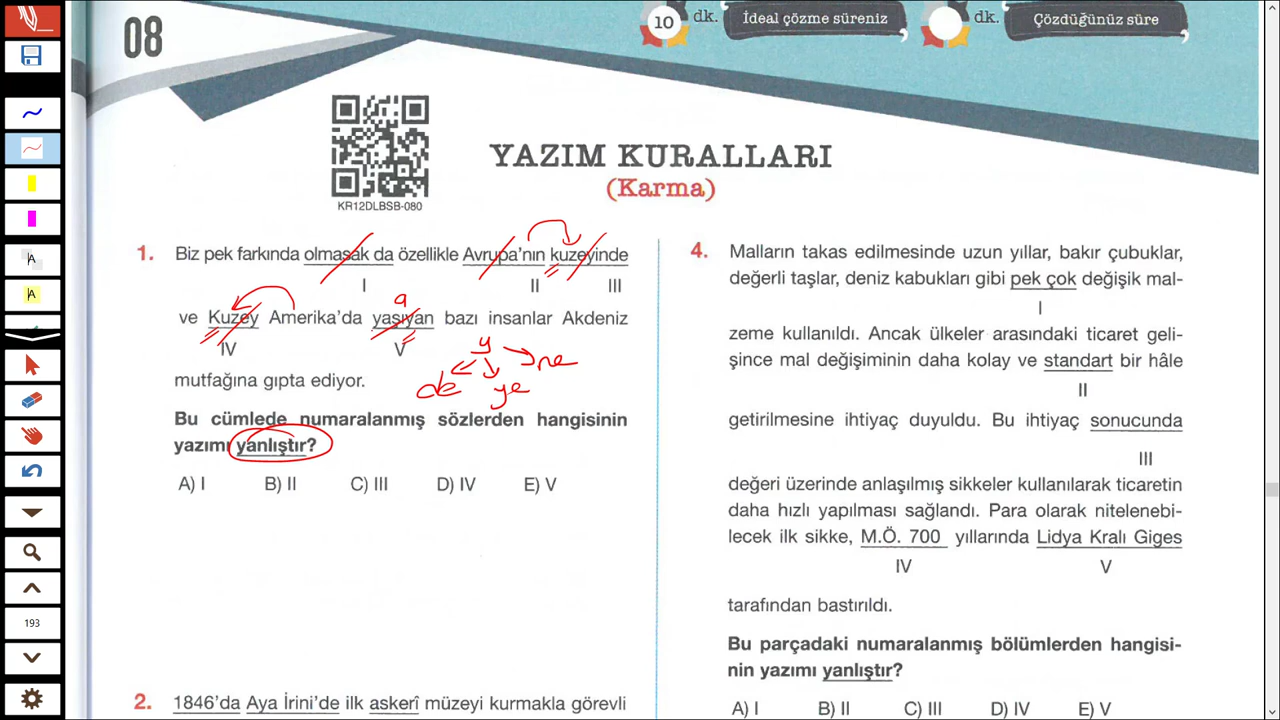 08
10 dk. İdeal çözme süreniz
dk. Çözdüğünüz süre
KR12DLBSB-080
YAZIM KURALLARI
(Karma)
1. Biz pek farkında olmasak da özellikle Avrupa'nın kuzeyinde
I II III
ve Kuzey Amerika'da yaşıyan bazı insanlar Akdeniz
a
IV V
y
de ye ne
mutfağına gıpta ediyor.
Bu cümlede numaralanmış sözlerden hangisinin
yazımı yanlıştır?
A) I B) II C) III D) IV E) V
2. 1846'da Aya İrini'de ilk askerî müzeyi kurmakla görevli
4. Malların takas edilmesinde uzun yıllar, bakır çubuklar,
değerli taşlar, deniz kabukları gibi pek çok değişik mal-
I
zeme kullanıldı. Ancak ülkeler arasındaki ticaret geli-
şince mal değişiminin daha kolay ve standart bir hâle
II
getirilmesine ihtiyaç duyuldu. Bu ihtiyaç sonucunda
III
değeri üzerinde anlaşılmış sikkeler kullanılarak ticaretin
daha hızlı yapılması sağlandı. Para olarak nitelenebi-
lecek ilk sikke, M.Ö. 700 yıllarında Lidya Kralı Giges
IV V
tarafından bastırıldı.
Bu parçadaki numaralanmış bölümlerden hangisi-
nin yazımı yanlıştır?
A) I B) II C) III D) IV E) V
A
A
193